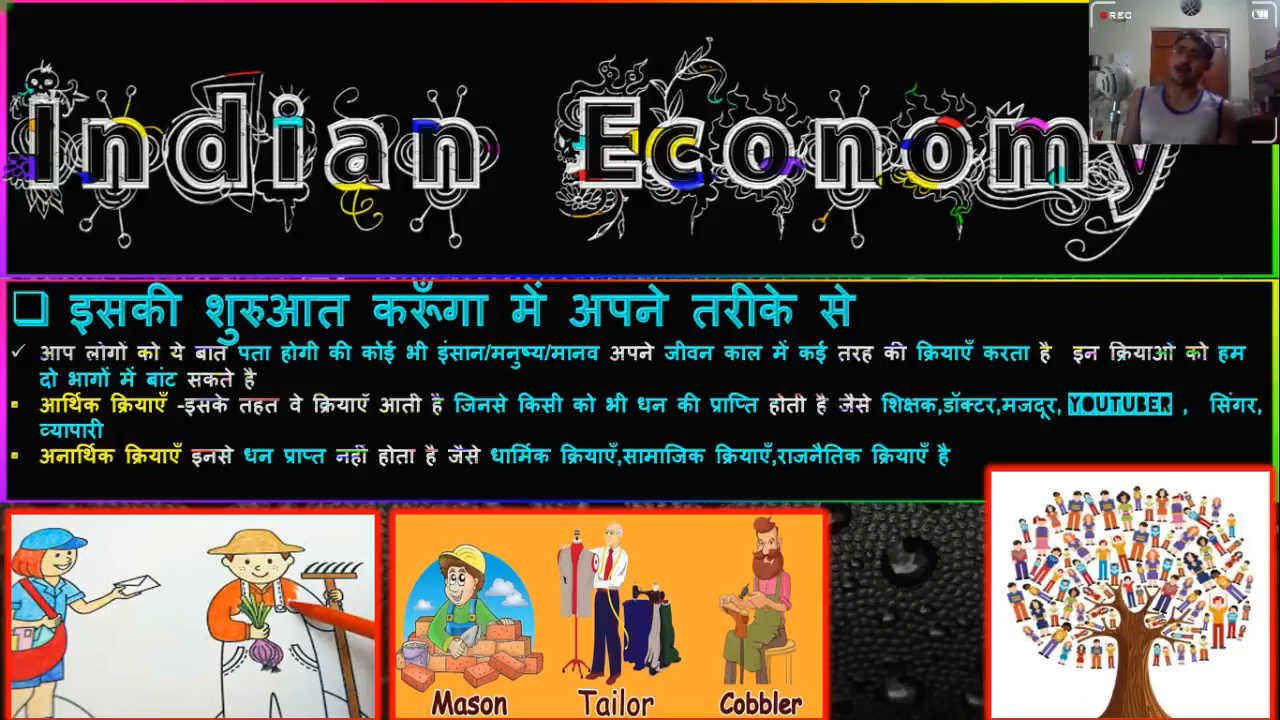 REC
Indian Economy
इसकी शुरुआत करूँगा में अपने तरीके से
आप लोगों को ये बात पता होगी की कोई भी इंसान/मनुष्य/मानव अपने जीवन काल में कई तरह की क्रियाएँ करता है इन क्रियाओ को हम
दो भागों में बांट सकते है
आर्थिक क्रियाएँ -इसके तहत वे क्रियाएँ आती है जिनसे किसी को भी धन की प्राप्ति होती है जैसे शिक्षक,डॉक्टर,मजदूर, YOUTUBER , सिंगर,
व्यापारी
अनार्थिक क्रियाएँ इनसे धन प्राप्त नहीं होता है जैसे धार्मिक क्रियाएँ,सामाजिक क्रियाएँ,राजनैतिक क्रियाएँ है
Mason Tailor Cobbler